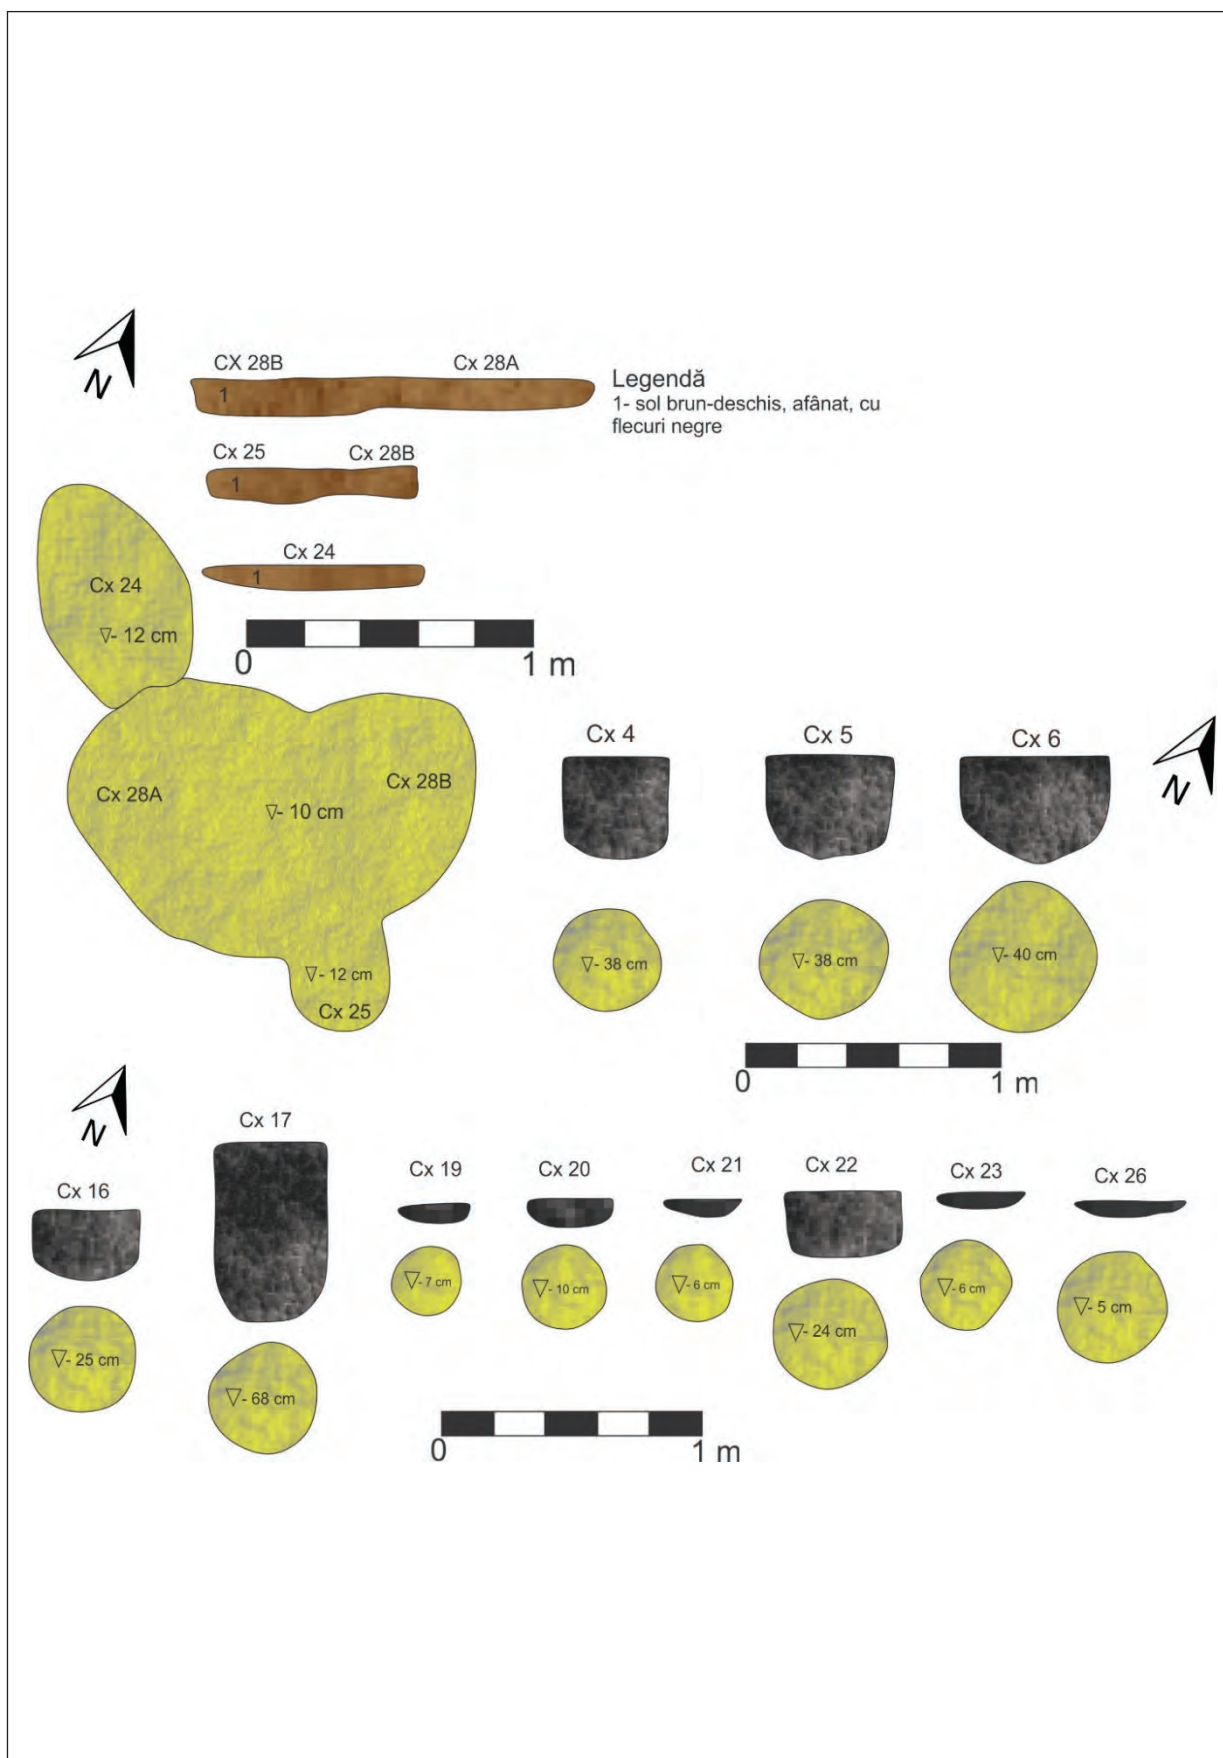 N
CX 28B
Cx 28A
1
Legendă
1- sol brun-deschis, afânat, cu
flecuri negre
Cx 25
Cx 28B
1
Cx 24
1
Cx 24
- 12 cm
0
1 m
Cx 28A
Cx 28B
- 10 cm
- 12 cm
Cx 25
Cx 4
Cx 5
Cx 6
N
- 38 cm
- 38 cm
- 40 cm
0
1 m
N
Cx 16
Cx 17
Cx 19
Cx 20
Cx 21
Cx 22
Cx 23
Cx 26
- 25 cm
- 68 cm
- 7 cm
- 10 cm
- 6 cm
- 24 cm
- 6 cm
- 5 cm
0
1 m